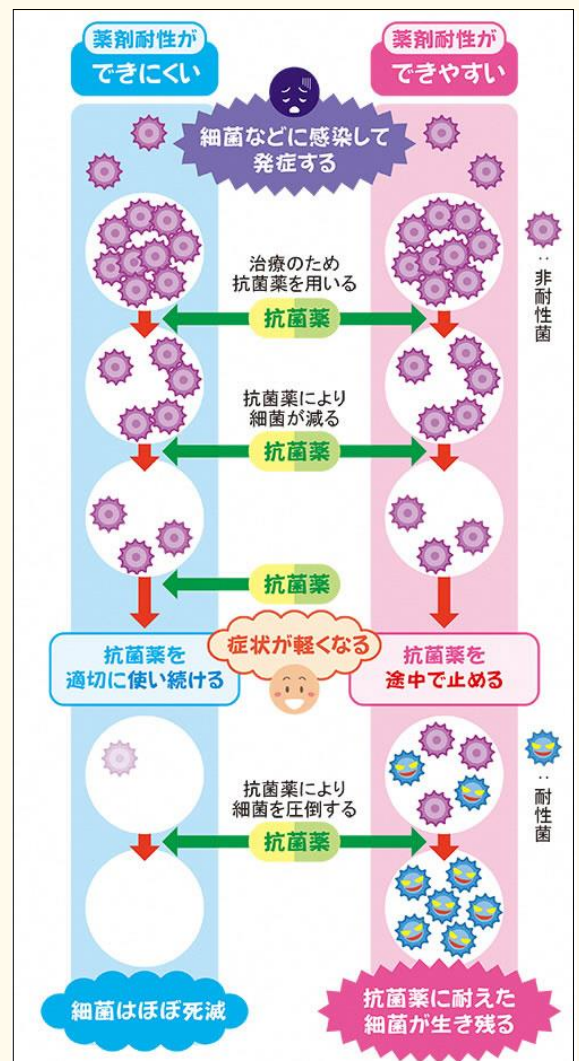 薬剤耐性が
できにくい
薬剤耐性が
できやすい
細菌などに感染して
発症する
治療のため
抗菌薬を用いる
抗菌薬
：非耐性菌
抗菌薬により
細菌が減る
抗菌薬
抗菌薬
症状が軽くなる
抗菌薬を
適切に使い続ける
抗菌薬を
途中で止める
抗菌薬により
細菌を圧倒する
抗菌薬
：耐性菌
細菌はほぼ死滅
抗菌薬に耐えた
細菌が生き残る